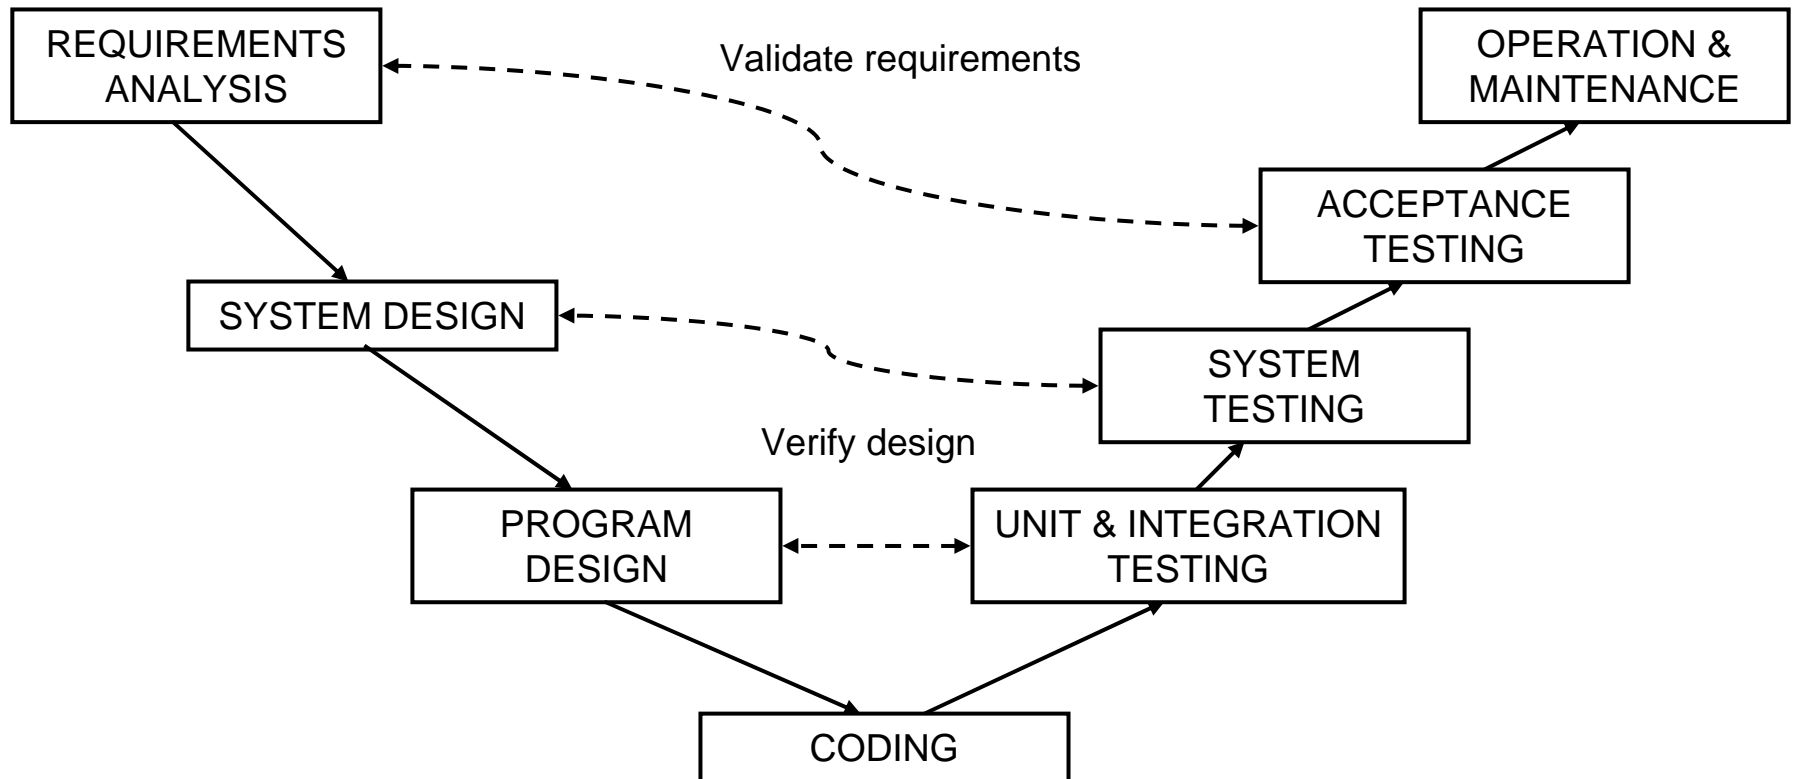 REQUIREMENTS
ANALYSIS
Validate requirements
OPERATION &
MAINTENANCE
ACCEPTANCE
TESTING
SYSTEM DESIGN
SYSTEM
TESTING
Verify design
PROGRAM
DESIGN
UNIT & INTEGRATION
TESTING
CODING